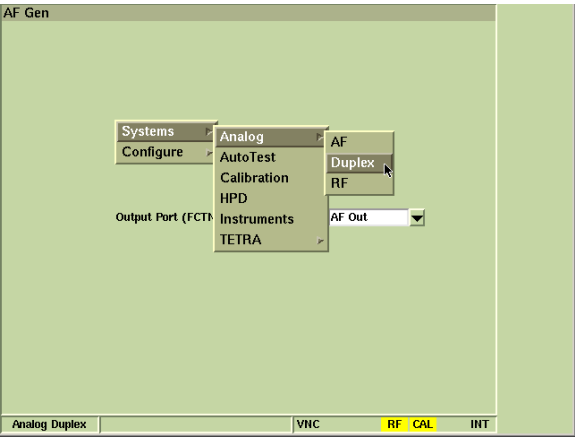 AF Gen
Systems
Configure
Analog
AutoTest
Calibration
HPD
Instruments
TETRA
AF
Duplex
RF
Output Port (FCTN
AF Out
Analog Duplex VNC RF CAL INT